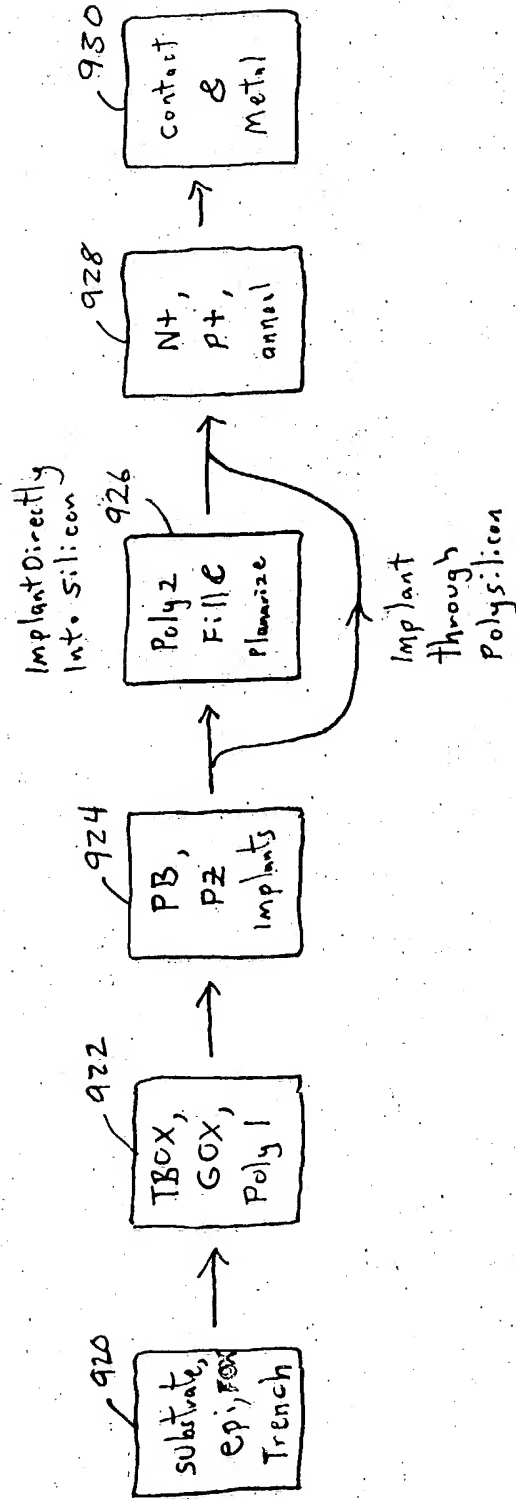 920
substrate,
epi,
Trench
922
TBOX,
GOX,
Poly 1
924
PB,
PZ
Implants
Implant Directly
Into Silicon
926
Poly 2
Fill &
planarize
Implant
through
Polysilicon
928
N+,
P+,
anneal
930
Contact
&
Metal